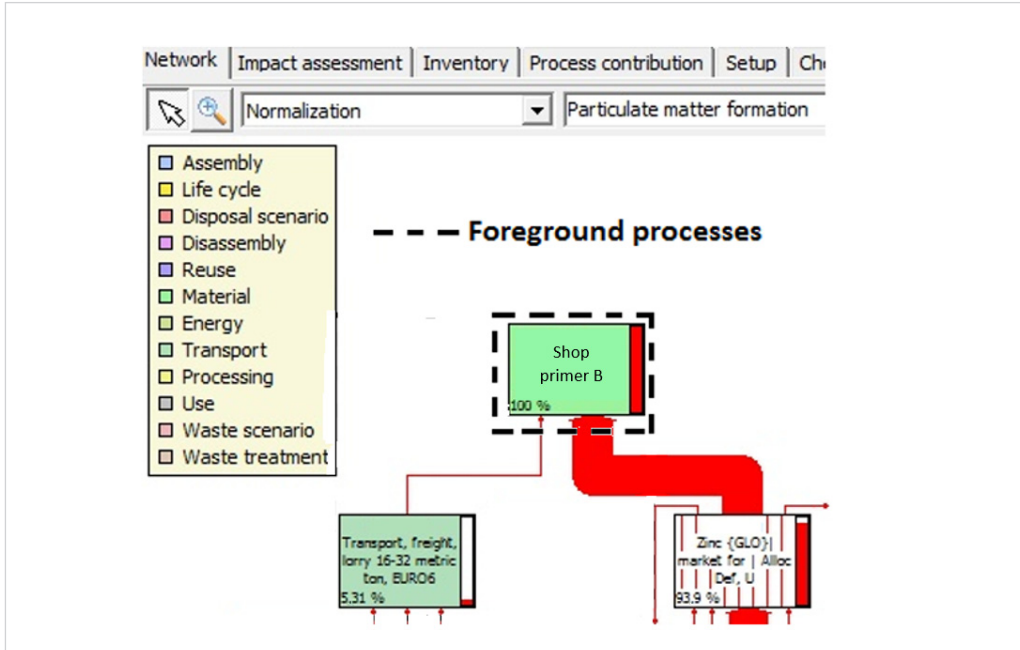 Network Impact assessment Inventory Process contribution Setup Che
Normalization Particulate matter formation
Assembly
Life cycle
Disposal scenario
Disassembly
Reuse
Material
Energy
Transport
Processing
Use
Waste scenario
Waste treatment
Foreground processes
Shop
primer B
100 %
Transport, freight,
lorry 16-32 metric
ton, EURO6
5.31 %
Zinc {GLO}|
market for | Alloc
Def, U
93.9 %